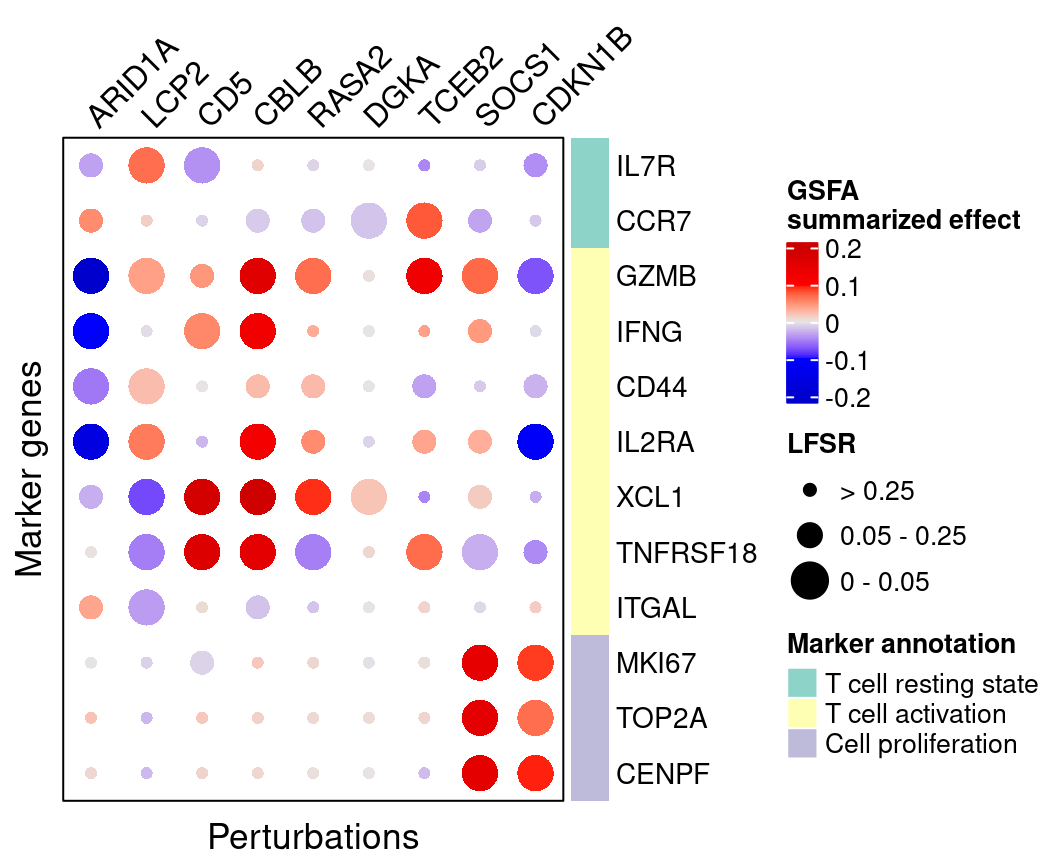 ARID1A
LCP2
CD5
CBLB
RASA2
DGKA
TCEB2
SOCS1
CDKN1B
IL7R
CCR7
GZMB
IFNG
CD44
IL2RA
XCL1
TNFRSF18
ITGAL
MKI67
TOP2A
CENPF
Marker genes
Perturbations
GSFA
summarized effect
0.2
0.1
0
-0.1
-0.2
LFSR
> 0.25
0.05 - 0.25
0 - 0.05
Marker annotation
T cell resting state
T cell activation
Cell proliferation